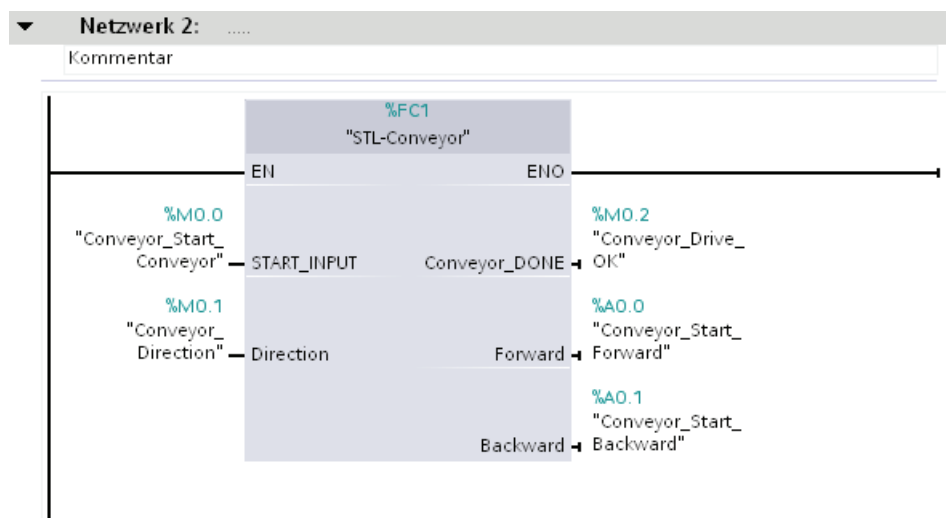 Netzwerk 2: .....
Kommentar
%FC1
"STL-Conveyor"
EN ENO
%M0.0
"Conveyor_Start_
Conveyor"
START_INPUT
Conveyor_DONE
%M0.2
"Conveyor_Drive_
OK"
%M0.1
"Conveyor_
Direction"
Direction
Forward
%A0.0
"Conveyor_Start_
Forward"
Backward
%A0.1
"Conveyor_Start_
Backward"